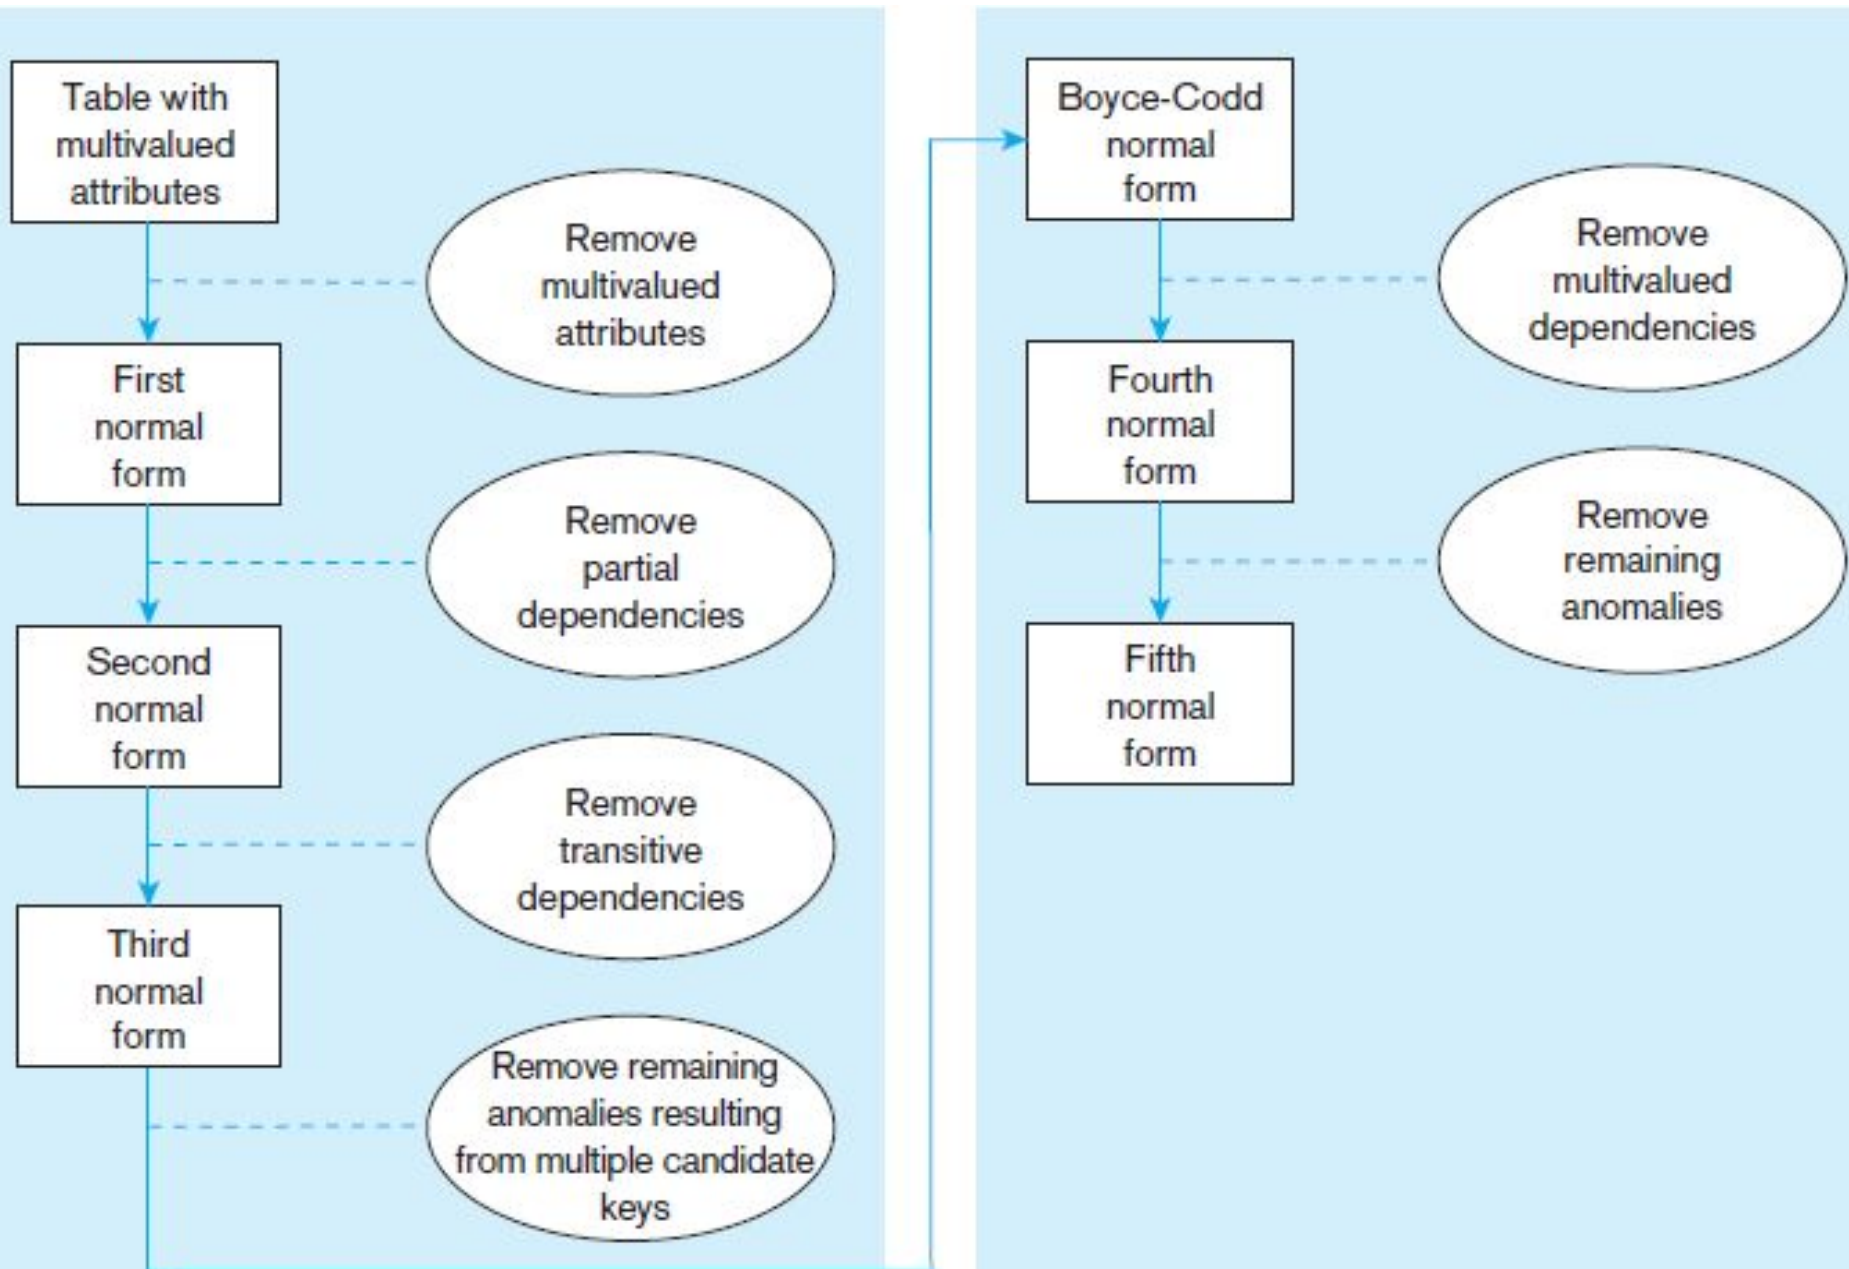 Table with
multivalued
attributes
Remove
multivalued
attributes
First
normal
form
Remove
partial
dependencies
Second
normal
form
Remove
transitive
dependencies
Third
normal
form
Remove remaining
anomalies resulting
from multiple candidate
keys
Boyce-Codd
normal
form
Remove
multivalued
dependencies
Fourth
normal
form
Remove
remaining
anomalies
Fifth
normal
form